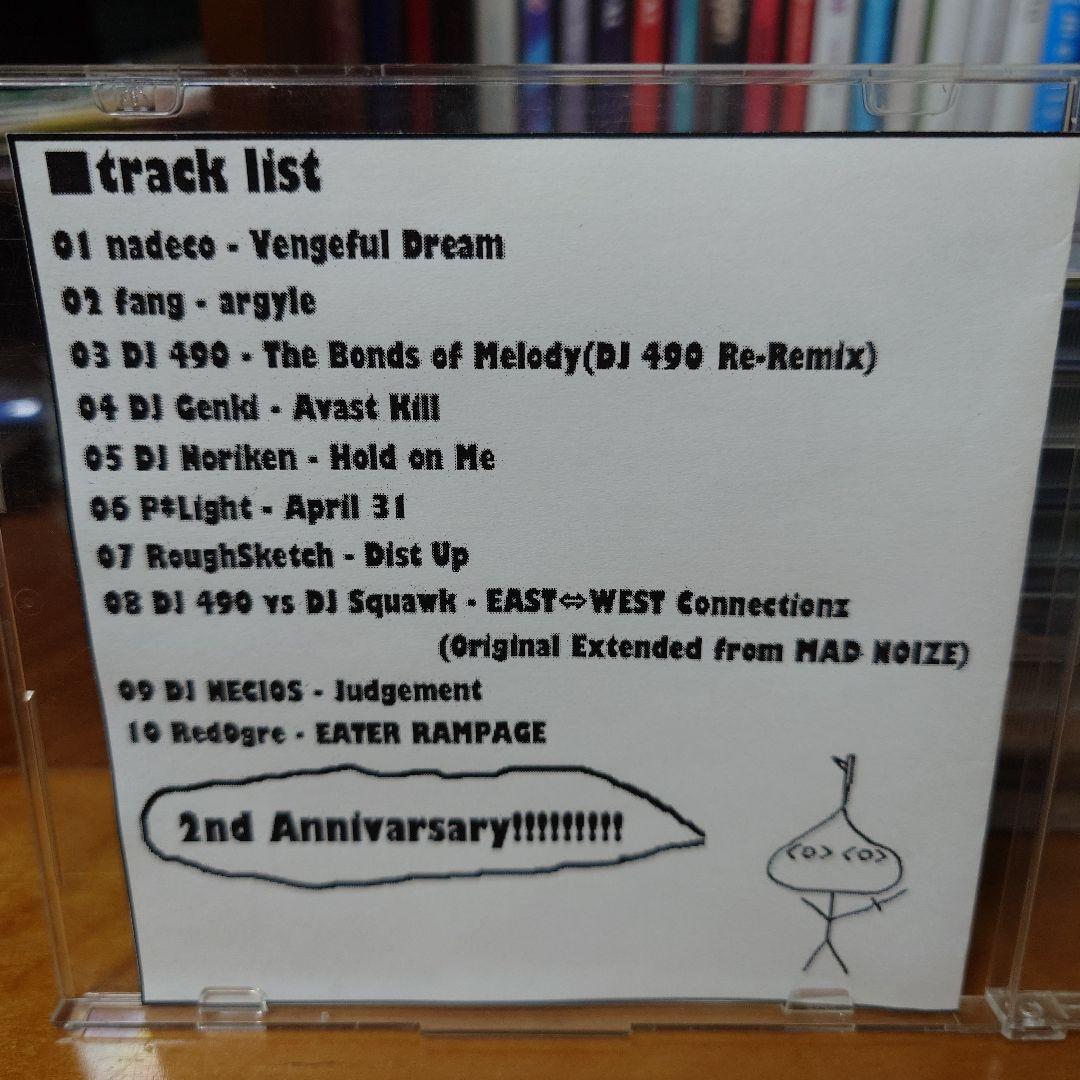 ■track list
01 nadeco - Vengeful Dream
02 fang - argyle
03 DJ 490 - The Bonds of Melody(DJ 490 Re-Remix)
04 DJ Genki - Avast Kill
05 DJ Noriken - Hold on Me
06 P*Light - April 31
07 RoughSketch - Dist Up
08 DJ 490 vs DJ Squawk - EAST⇔WEST Connectionz
(Original Extended from MAD NOIZE)
09 DJ NECIOS - Judgement
10 RedOgre - EATER RAMPAGE
2nd Annivarsary!!!!!!!!!
<o> <o>